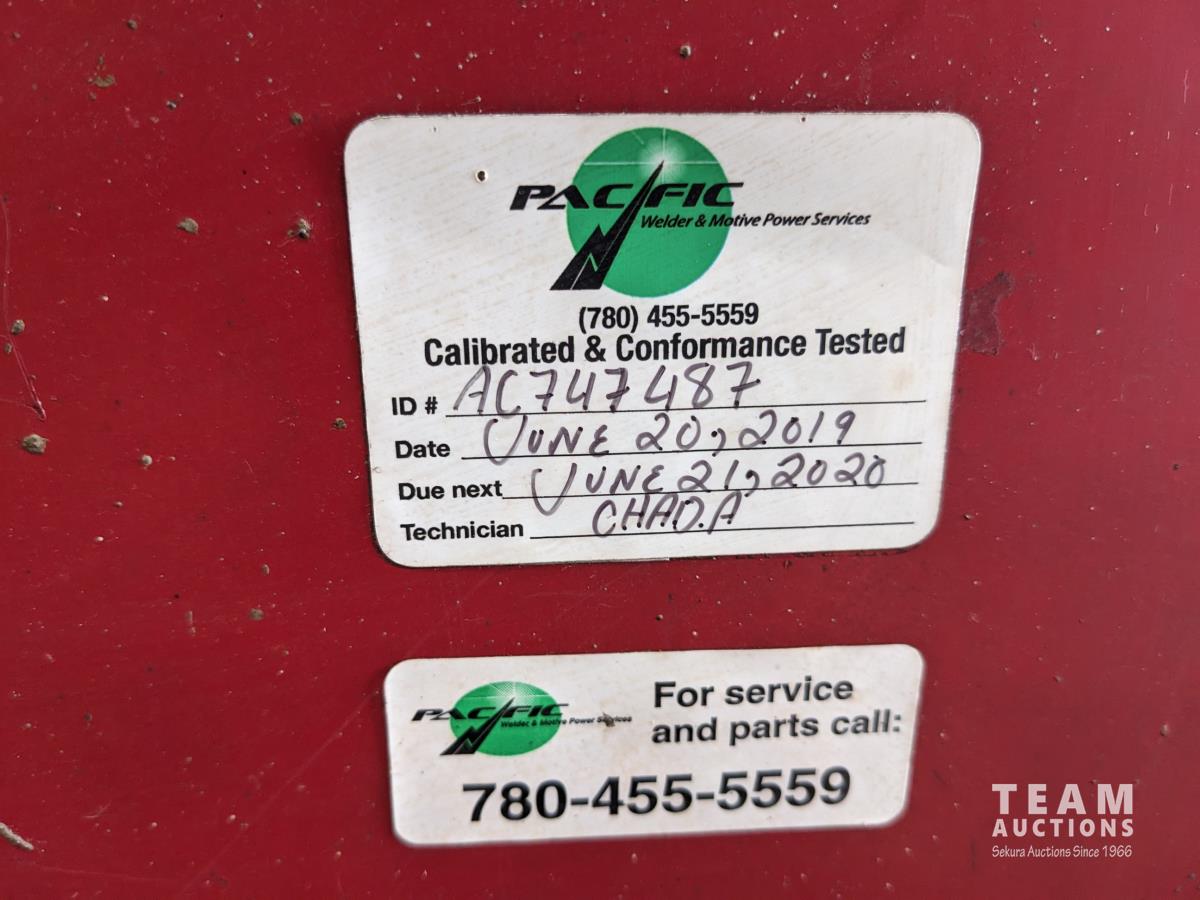 PACIFIC
Welder & Motive Power Services
(780) 455-5559
Calibrated & Conformance Tested
ID # AC747487
Date JUNE 20, 2019
Due next JUNE 21, 2020
Technician CHAD.A
PACIFIC
Welder & Motive Power Services
For service
and parts call:
780-455-5559
TEAM
AUCTIONS
Sekura Auctions Since 1966